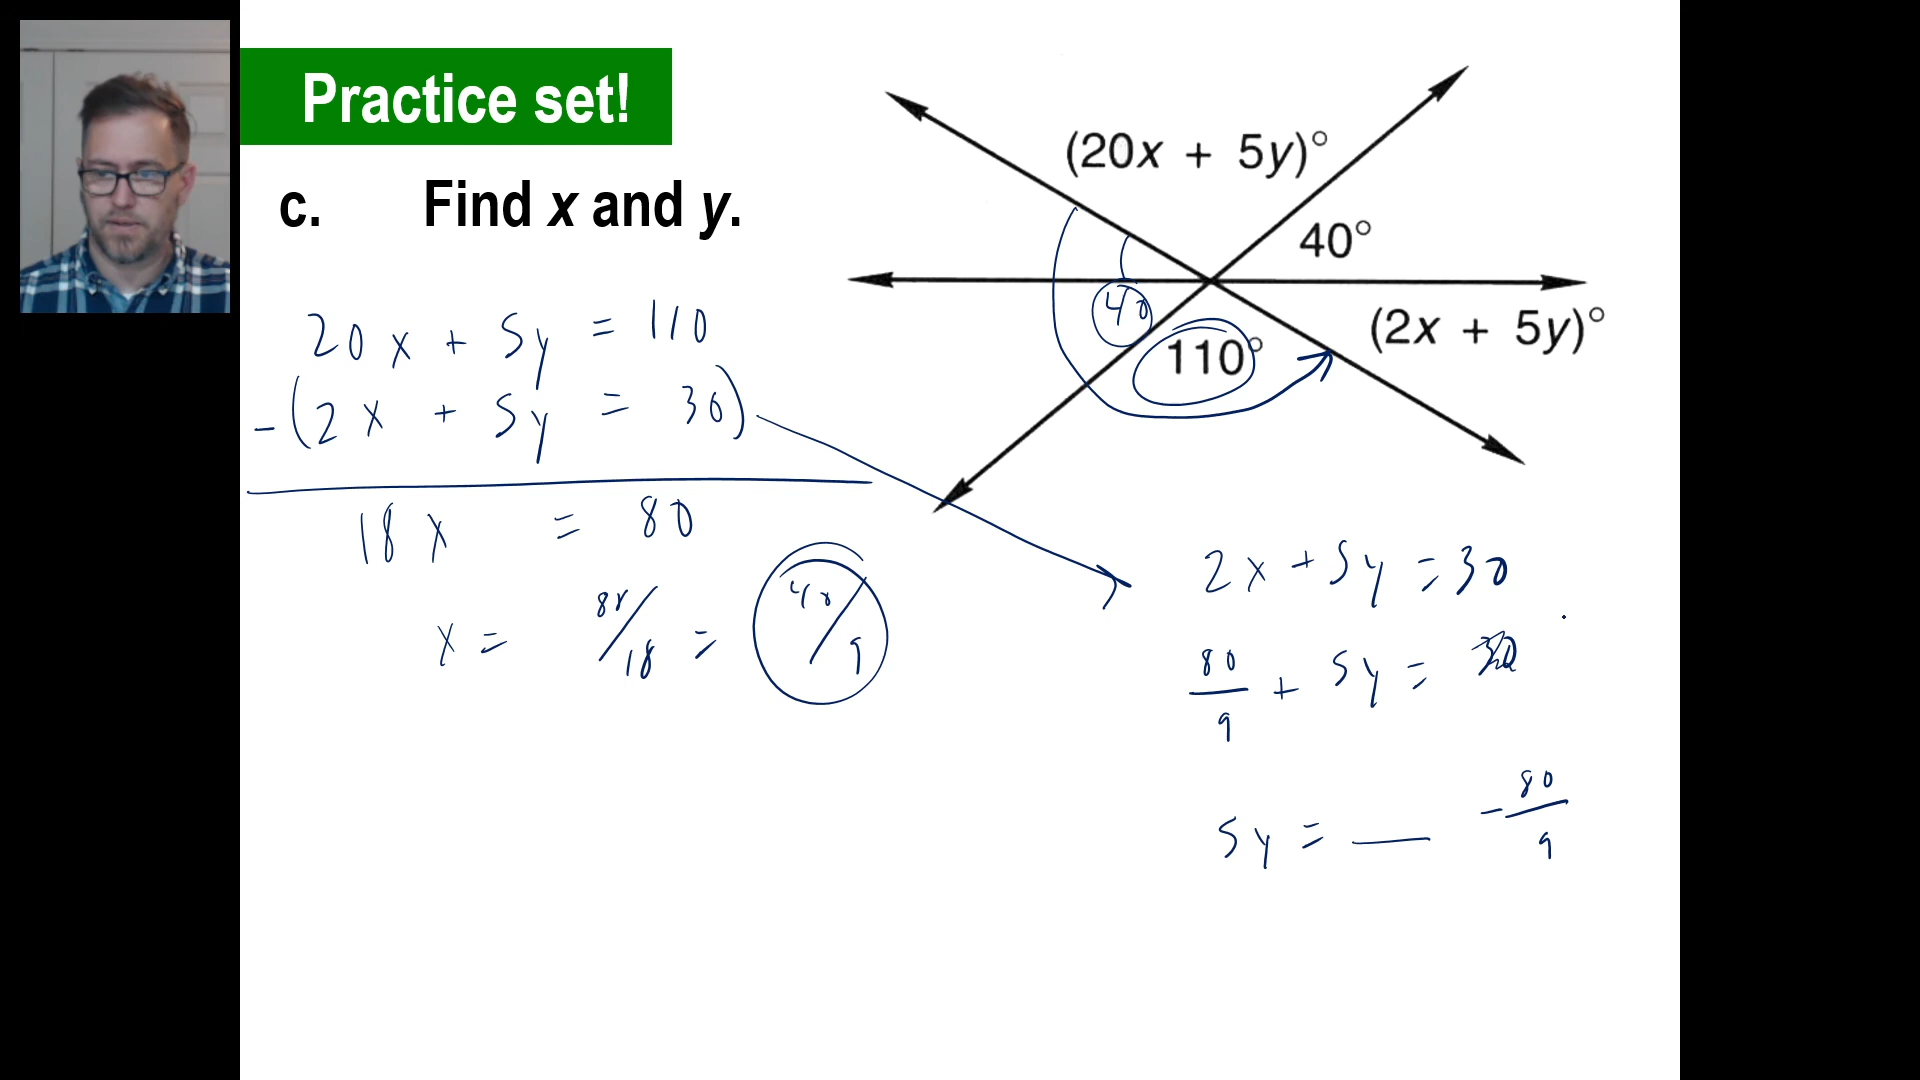 Practice set!
c. Find x and y.
(20x + 5y)°
40°
(2x + 5y)°
40
110°
20x + 5y = 110
-(2x + 5y = 30)
18x = 80
x = 80/18 = 40/9
2x + 5y = 30
80/9 + 5y =
5y = — - 80/9